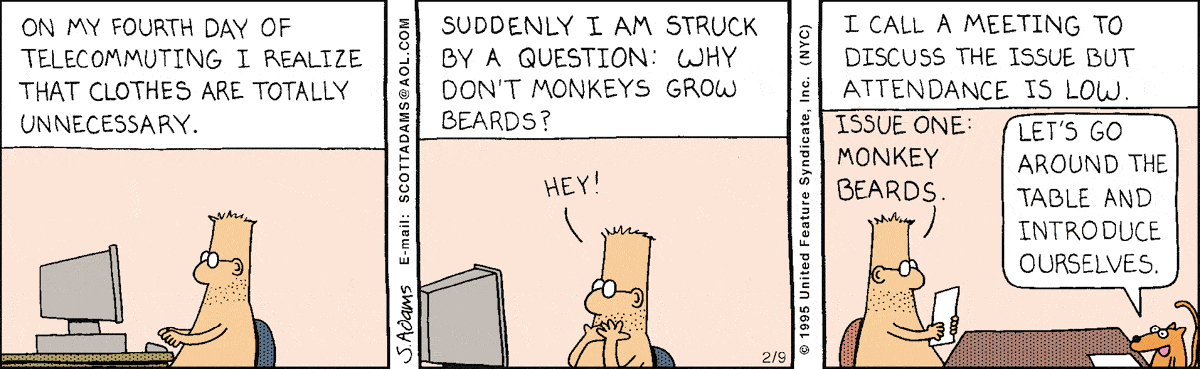 ON MY FOURTH DAY OF
TELECOMMUTING I REALIZE
THAT CLOTHES ARE TOTALLY
UNNECESSARY.
S.Adams E-mail: SCOTTADAMS@AOL.COM
SUDDENLY I AM STRUCK
BY A QUESTION: WHY
DON'T MONKEYS GROW
BEARDS?
HEY!
2/9
© 1995 United Feature Syndicate, Inc. (NYC)
I CALL A MEETING TO
DISCUSS THE ISSUE BUT
ATTENDANCE IS LOW.
ISSUE ONE:
MONKEY
BEARDS.
LET'S GO
AROUND THE
TABLE AND
INTRODUCE
OURSELVES.